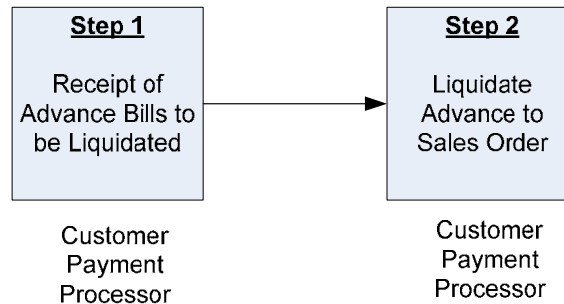 Step 1
Receipt of
Advance Bills to
be Liquidated
Customer
Payment
Processor
Step 2
Liquidate
Advance to
Sales Order
Customer
Payment
Processor